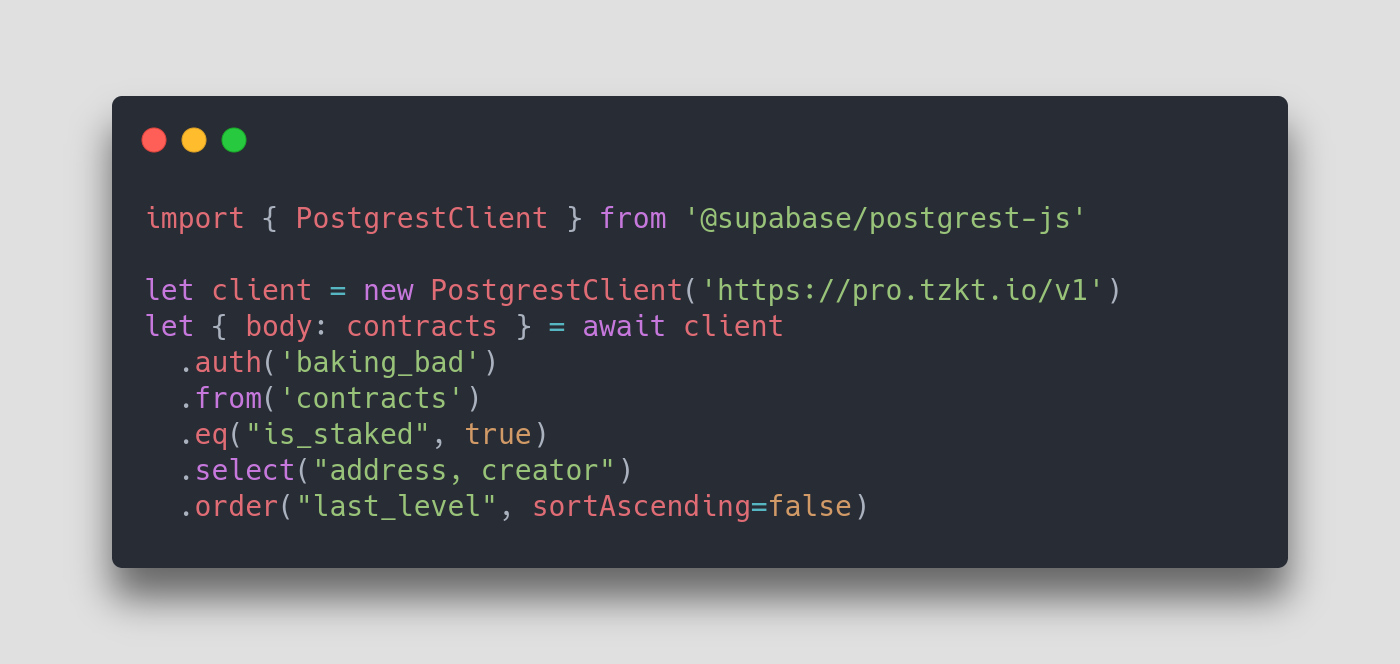 import { PostgrestClient } from '@supabase/postgrest-js'

let client = new PostgrestClient('https://pro.tzkt.io/v1')
let { body: contracts } = await client
  .auth('baking_bad')
  .from('contracts')
  .eq("is_staked", true)
  .select("address, creator")
  .order("last_level", sortAscending=false)